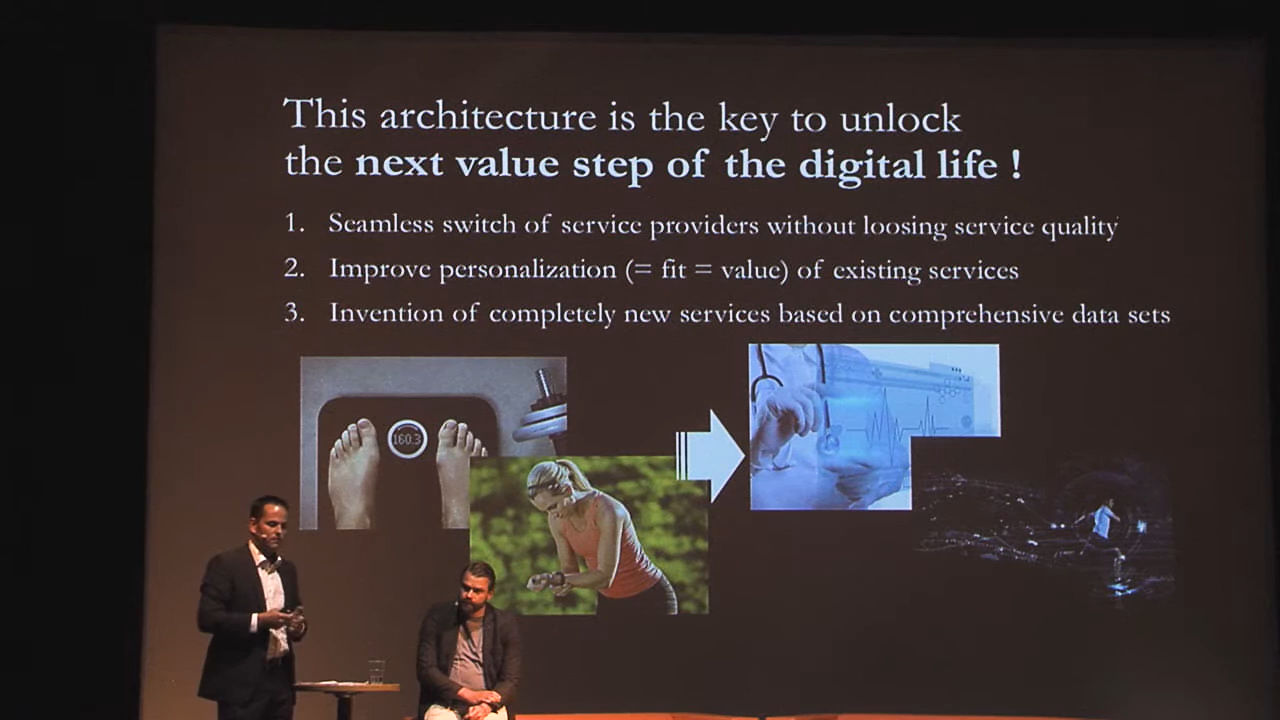 This architecture is the key to unlock
the next value step of the digital life !
1. Seamless switch of service providers without loosing service quality
2. Improve personalization (= fit = value) of existing services
3. Invention of completely new services based on comprehensive data sets
160.3